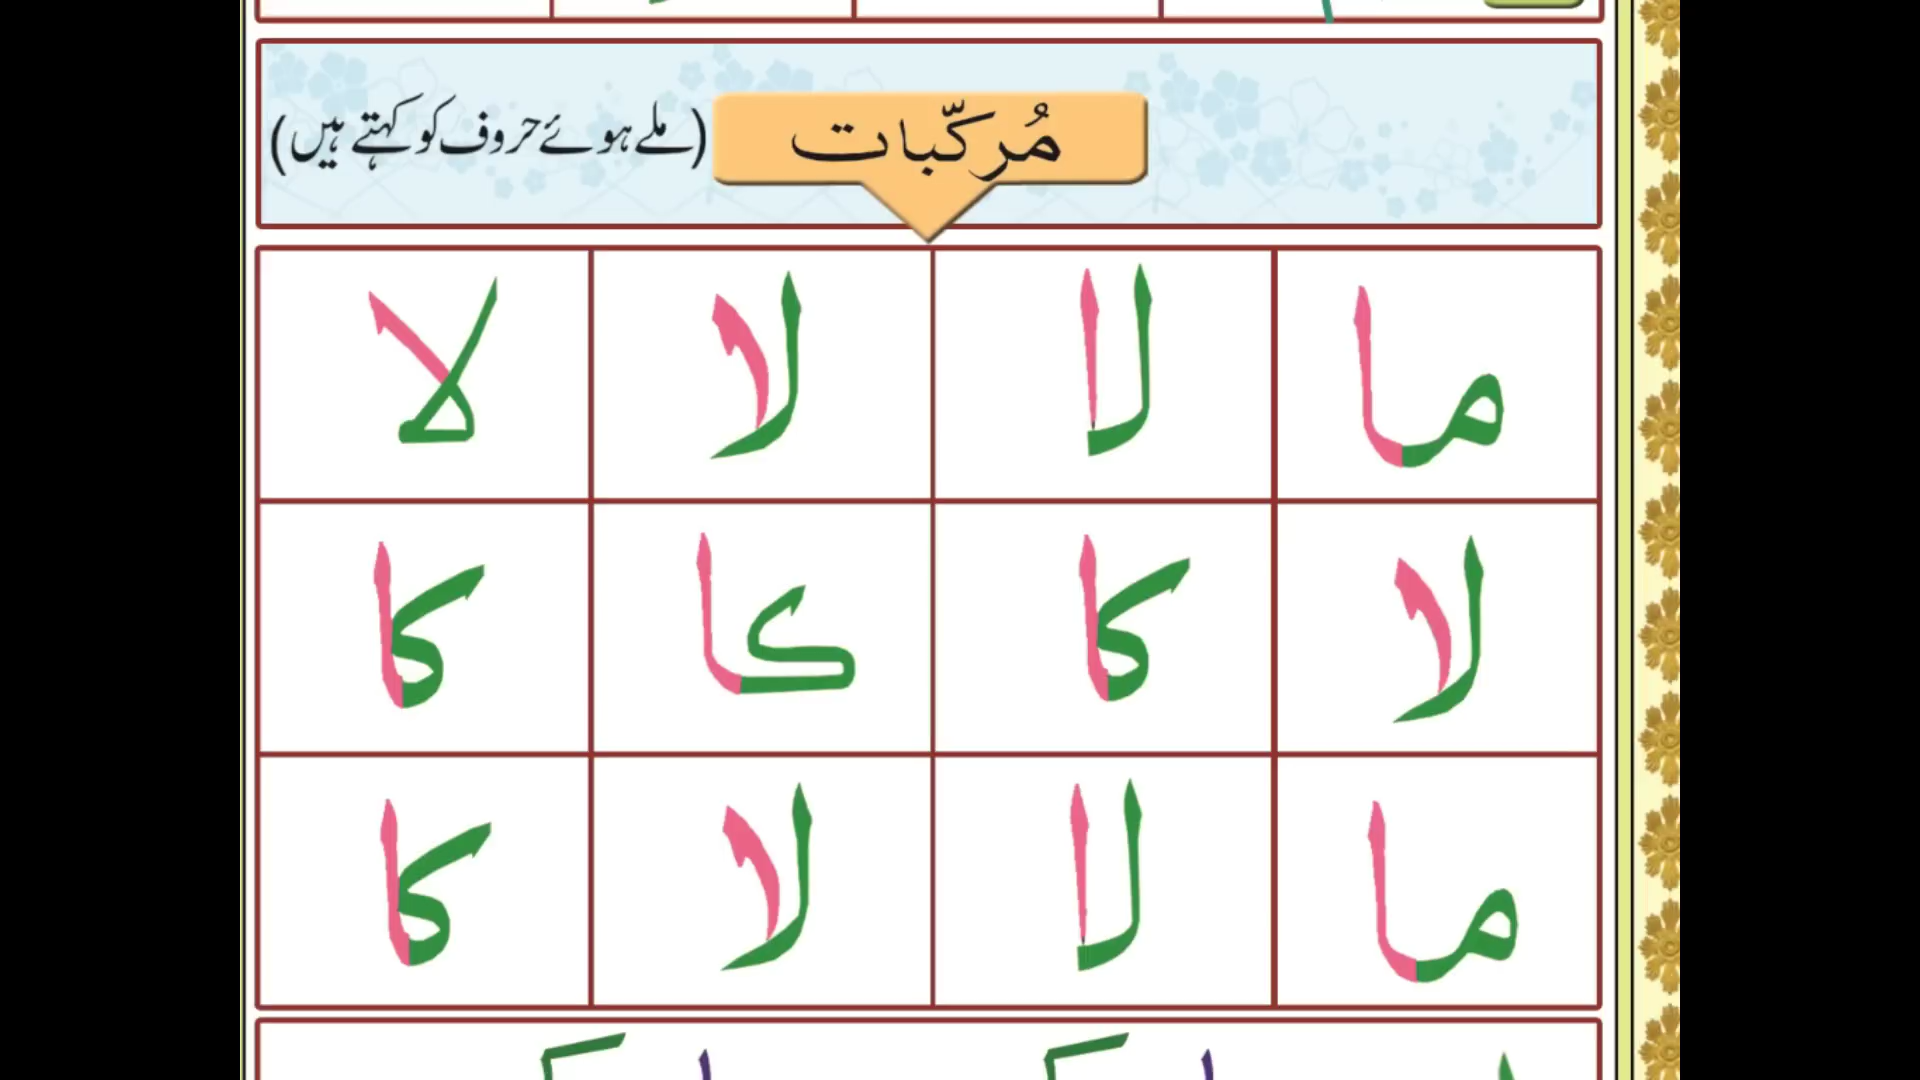 مُرکّبات (ملے ہوئے حروف کو کہتے ہیں)
ما لا لا لا
لا کا کا کا
ما لا لا کا